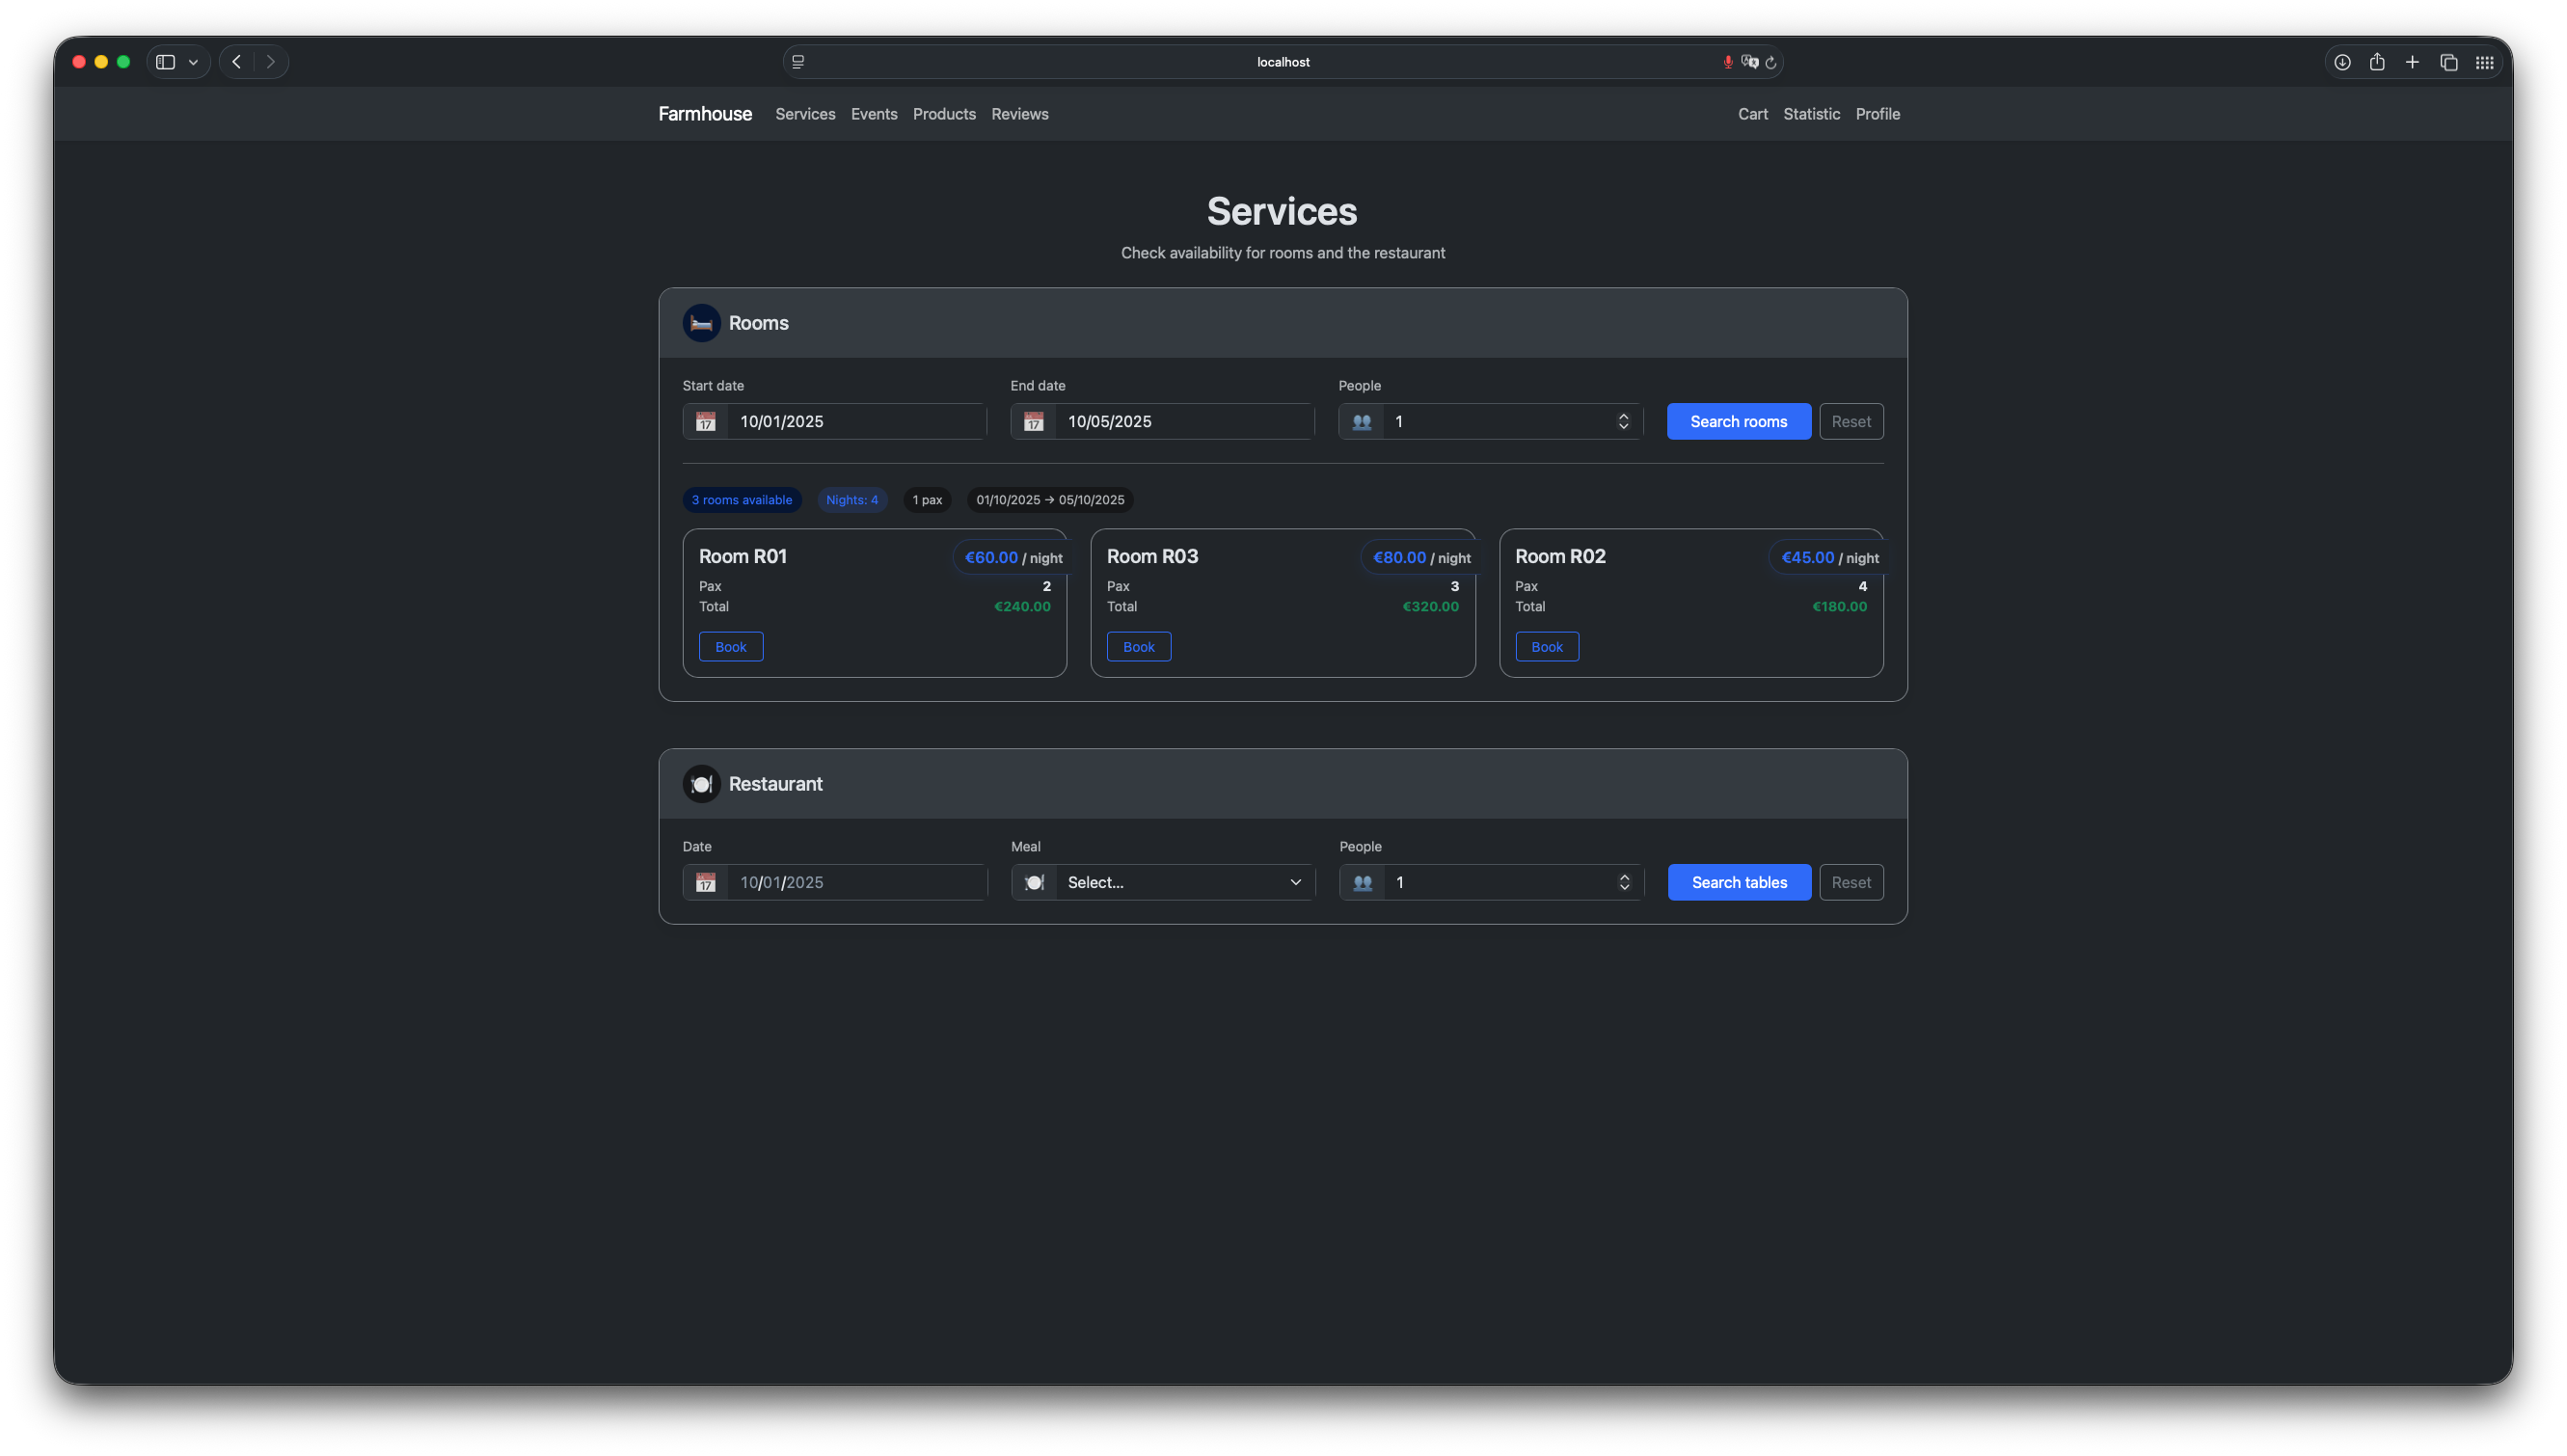 localhost
Farmhouse Services Events Products Reviews Cart Statistic Profile
Services
Check availability for rooms and the restaurant
Rooms
Start date End date People
17 10/01/2025 17 10/05/2025 1 Search rooms Reset
3 rooms available Nights: 4 1 pax 01/10/2025 → 05/10/2025
Room R01 €60.00 / night
Pax 2
Total €240.00
Book
Room R03 €80.00 / night
Pax 3
Total €320.00
Book
Room R02 €45.00 / night
Pax 4
Total €180.00
Book
Restaurant
Date Meal People
17 10/01/2025 Select... 1 Search tables Reset